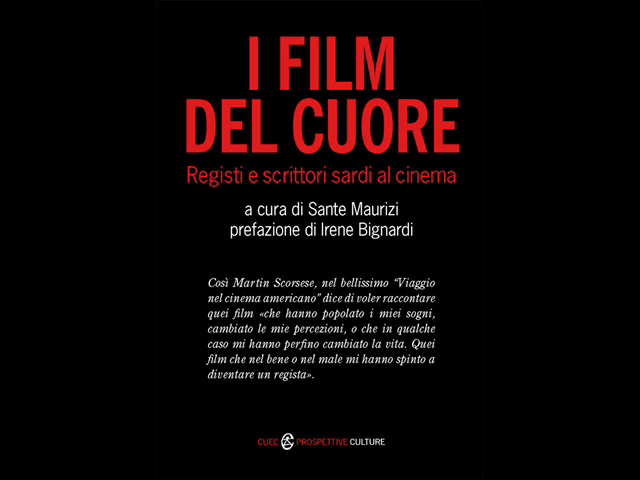 I FILM
DEL CUORE
Registi e scrittori sardi al cinema
a cura di Sante Maurizi
prefazione di Irene Bignardi
Così Martin Scorsese, nel bellissimo “Viaggio
nel cinema americano” dice di voler raccontare
quei film «che hanno popolato i miei sogni,
cambiato le mie percezioni, o che in qualche
caso mi hanno perfino cambiato la vita. Quei
film che nel bene o nel male mi hanno spinto a
diventare un regista».
CUEC PROSPETTIVE CULTURE